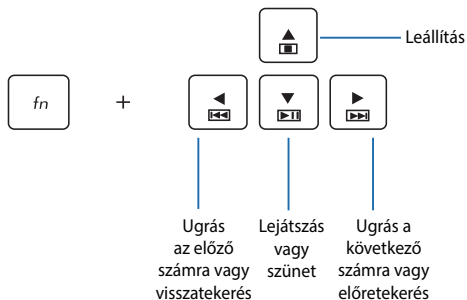 Leállítás
fn
+
Ugrás
az előző
számra vagy
visszatekerés
Lejátszás
vagy
szünet
Ugrás a
következő
számra vagy
előretekerés